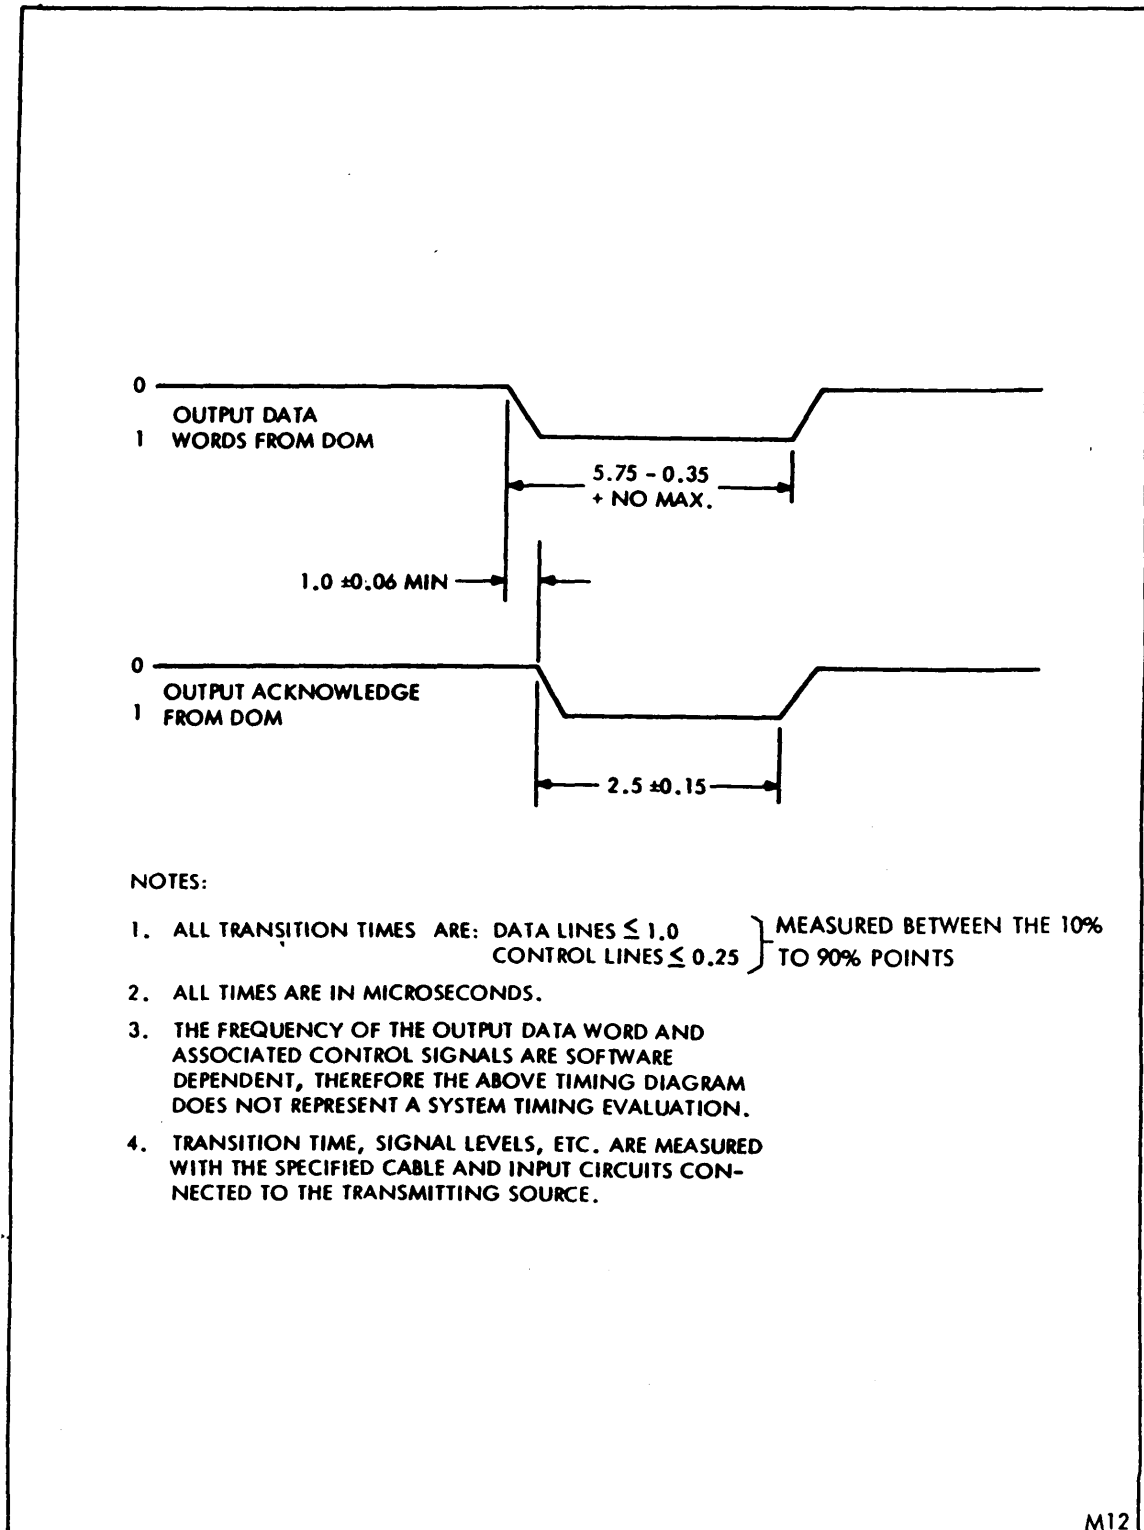 0
OUTPUT DATA
1 WORDS FROM DOM
5.75 - 0.35
+ NO MAX.
1.0 ±0.06 MIN
0
OUTPUT ACKNOWLEDGE
1 FROM DOM
2.5 ±0.15
NOTES:
1. ALL TRANSITION TIMES ARE: DATA LINES ≤ 1.0
CONTROL LINES ≤ 0.25
MEASURED BETWEEN THE 10%
TO 90% POINTS
2. ALL TIMES ARE IN MICROSECONDS.
3. THE FREQUENCY OF THE OUTPUT DATA WORD AND
ASSOCIATED CONTROL SIGNALS ARE SOFTWARE
DEPENDENT, THEREFORE THE ABOVE TIMING DIAGRAM
DOES NOT REPRESENT A SYSTEM TIMING EVALUATION.
4. TRANSITION TIME, SIGNAL LEVELS, ETC. ARE MEASURED
WITH THE SPECIFIED CABLE AND INPUT CIRCUITS CON-
NECTED TO THE TRANSMITTING SOURCE.
M12